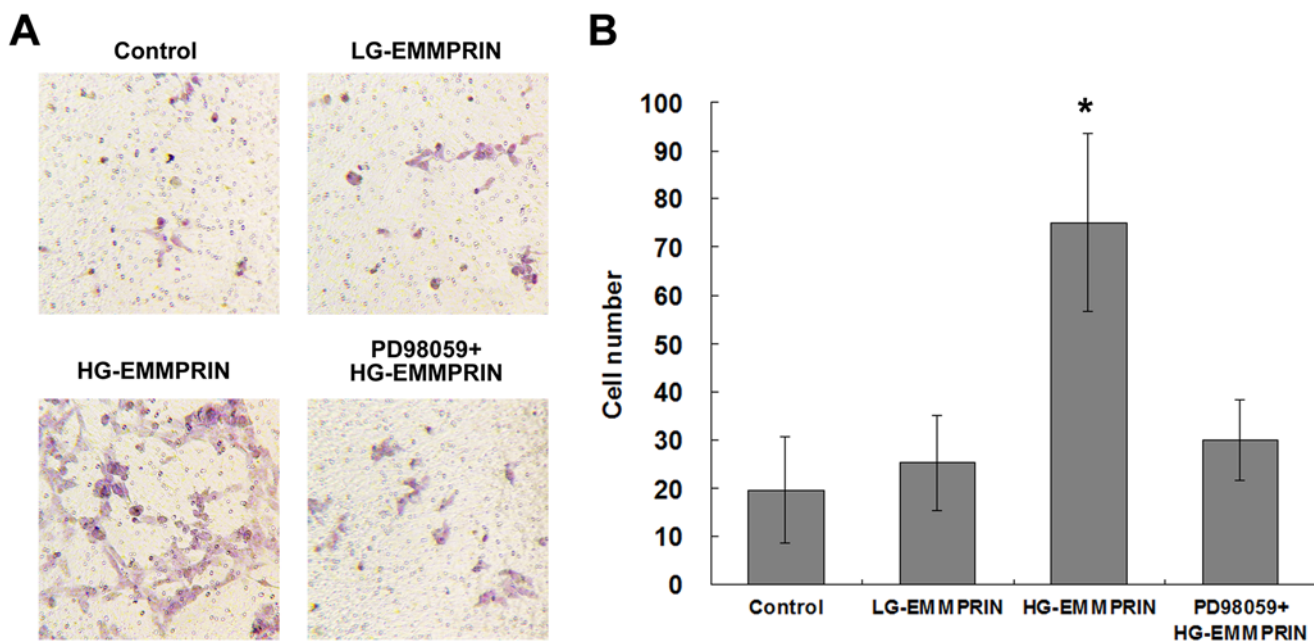 A
Control
LG-EMMPRIN
HG-EMMPRIN
PD98059+
HG-EMMPRIN
B
Cell number
100
90
80
70
60
50
40
30
20
10
0
*
Control
LG-EMMPRIN
HG-EMMPRIN
PD98059+
HG-EMMPRIN